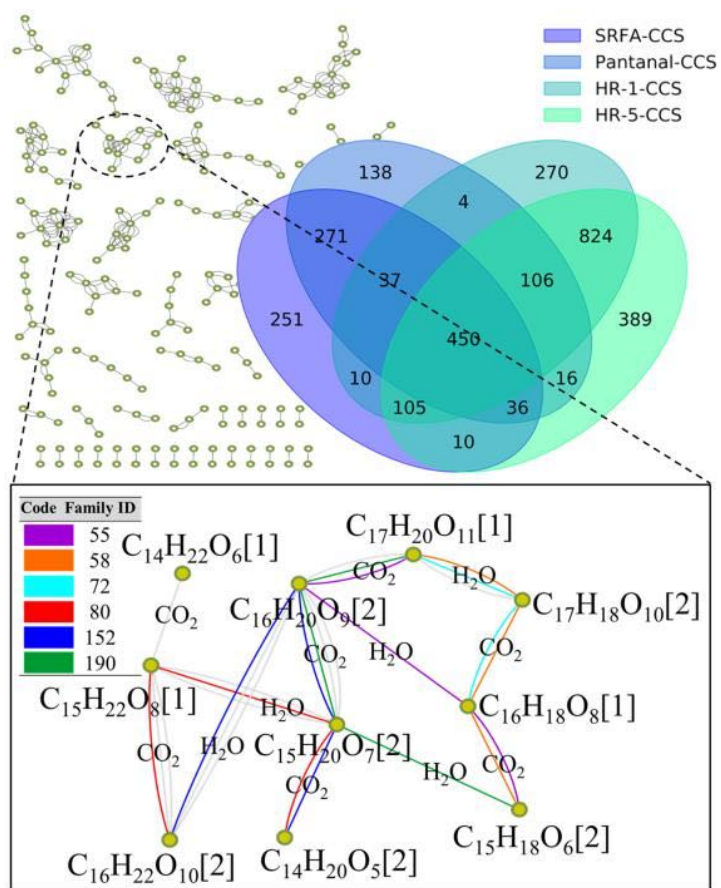 SRFA-CCS
Pantanal-CCS
HR-1-CCS
HR-5-CCS
138
270
4
271
824
37
106
251
389
450
10
16
105
36
10
Code Family ID
55
58
72
80
152
190
C₁₄H₂₂O₆[1]
C₁₇H₂₀O₁₁[1]
CO₂
H₂O
CO₂
C₁₆H₂₀O₉[2]
C₁₇H₁₈O₁₀[2]
CO₂
H₂O
CO₂
C₁₅H₂₂O₈[1]
H₂O
C₁₆H₁₈O₈[1]
CO₂
H₂O
C₁₅H₂₀O₇[2]
H₂O
CO₂
CO₂
C₁₆H₂₂O₁₀[2]
C₁₄H₂₀O₅[2]
C₁₅H₁₈O₆[2]